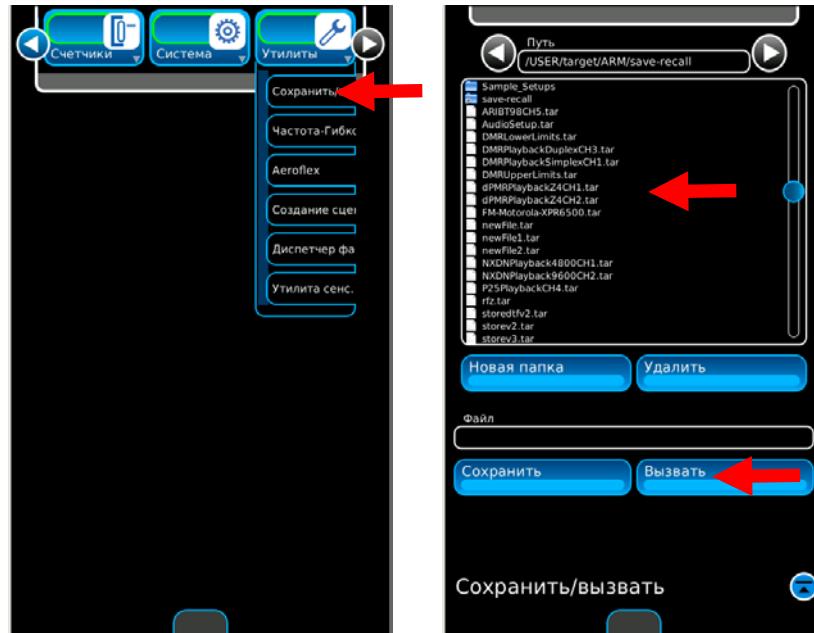 Счетчики
Система
Утилиты
Сохранить/
Частота-Гибкс
Aeroflex
Создание сцен
Диспетчер фа
Утилита сенс.
Путь
/USER/target/ARM/save-recall
Sample_Setups
save-recall
ARIBT98CH5.tar
AudioSetup.tar
DMRLowerLimits.tar
DMRPlaybackDuplexCH3.tar
DMRPlaybackSimplexCH1.tar
DMRUpperLimits.tar
dPMRPlaybackZ4CH1.tar
dPMRPlaybackZ4CH2.tar
FM-Motorola-XPR6500.tar
newFile.tar
newFile1.tar
newFile2.tar
NXDNPlayback4800CH1.tar
NXDNPlayback9600CH2.tar
P25PlaybackCH4.tar
rfz.tar
storedtfv2.tar
storev2.tar
storev3.tar
Новая папка
Удалить
Файл
Сохранить
Вызвать
Сохранить/вызвать